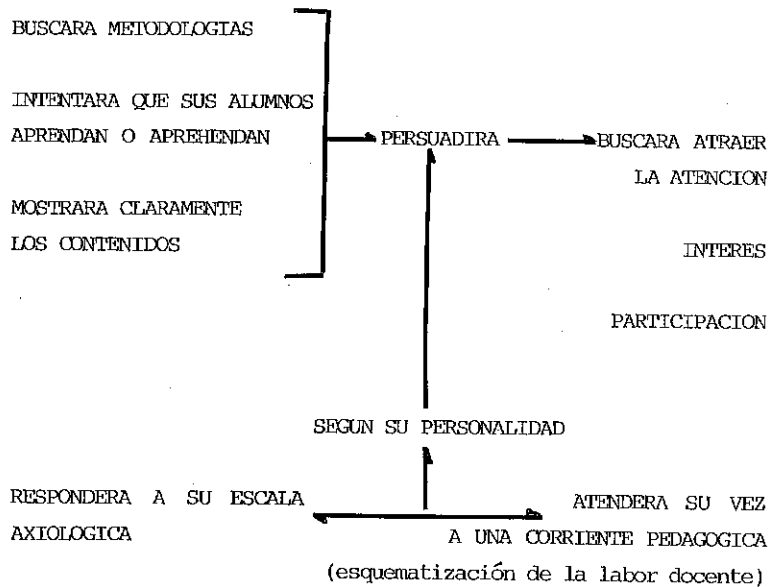 BUSCARA METODOLOGIAS
INTENTARA QUE SUS ALUMNOS
APRENDAN O APREHENDAN
MOSTRARA CLARAMENTE
LOS CONTENIDOS
PERSUADIRA
BUSCARA ATRAER
LA ATENCION
INTERES
PARTICIPACION
SEGUN SU PERSONALIDAD
RESPONDERA A SU ESCALA
AXIOLOGICA
ATENDERA SU VEZ
A UNA CORRIENTE PEDAGOGICA
(esquematización de la labor docente)